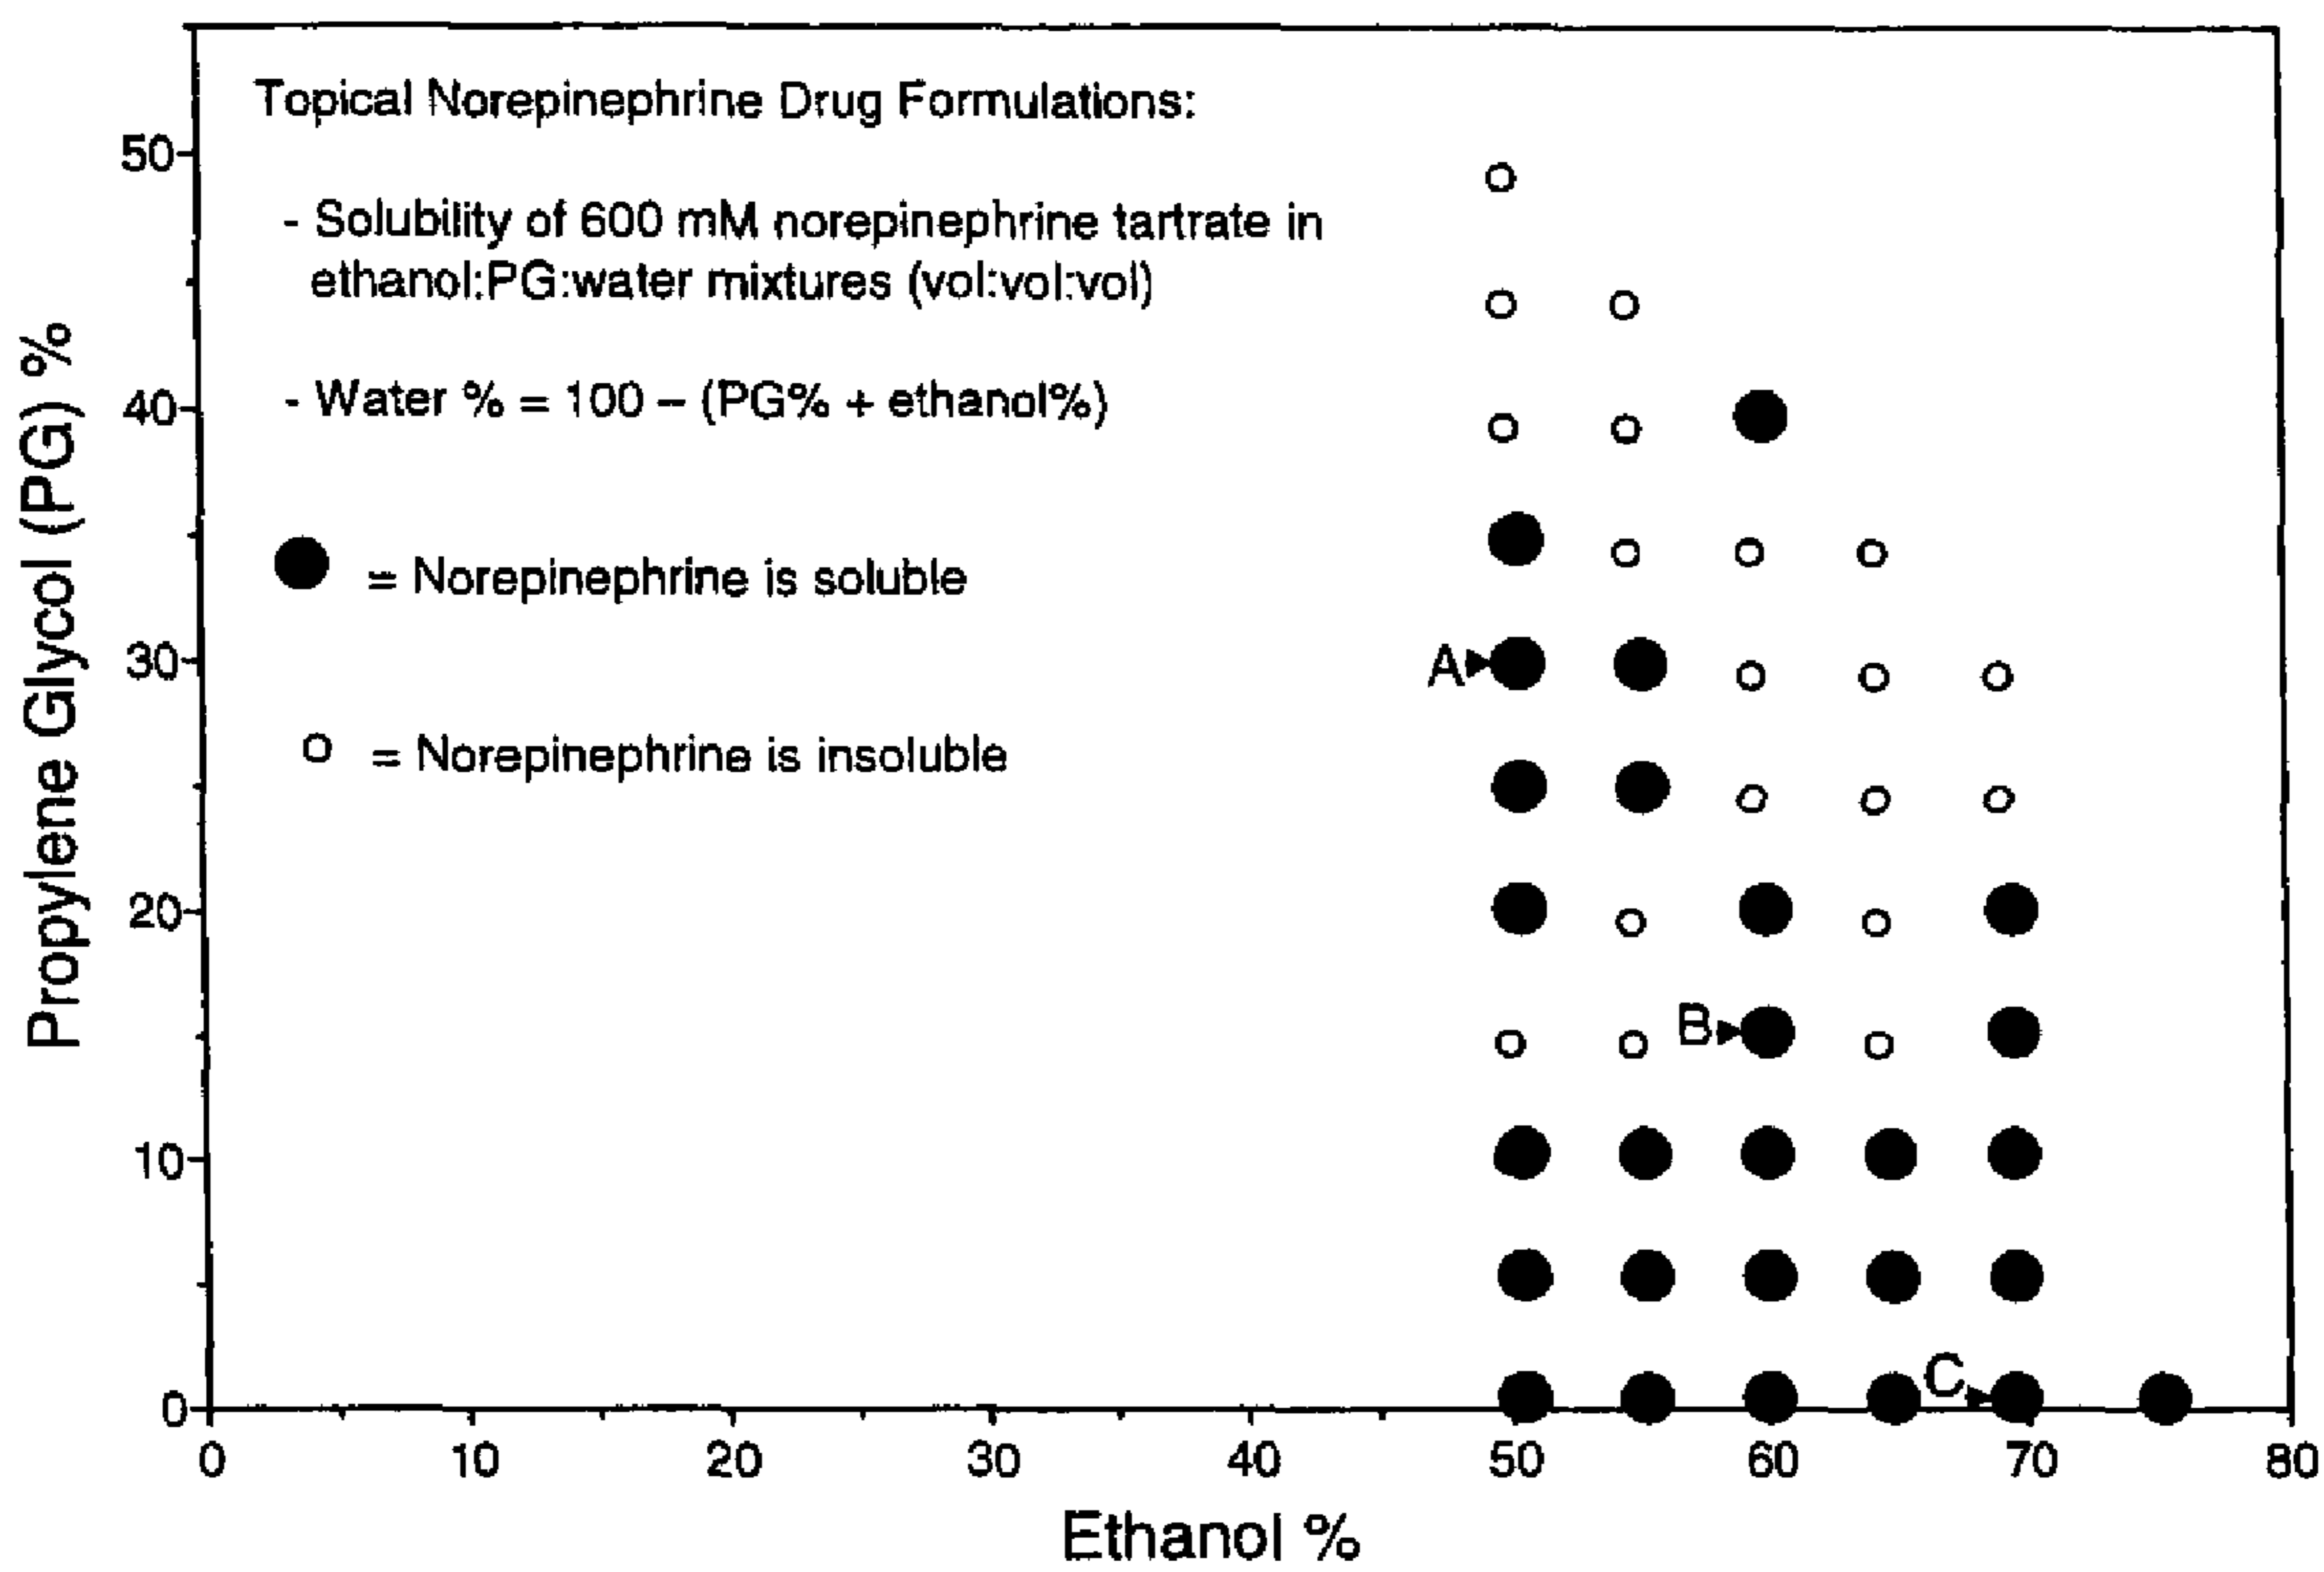 Topical Norepinephrine Drug Formulations:
- Solubility of 600 mM norepinephrine tartrate in
ethanol:PG:water mixtures (vol:vol:vol)
- Water % = 100 – (PG% + ethanol%)
= Norepinephrine is soluble
= Norepinephrine is insoluble
Propylene Glycol (PG) %
50
40
30
20
10
0
A
B
C
0 10 20 30 40 50 60 70 80
Ethanol %